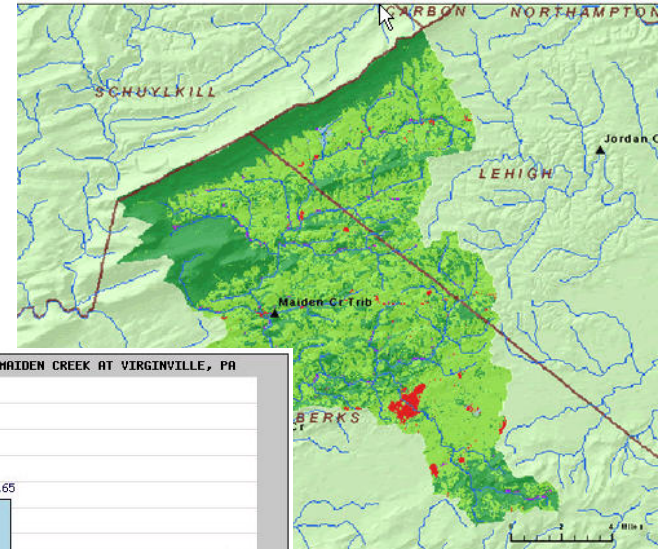 CARBON
NORTHAMPTON
SCHUYLKILL
Jordan C
LEHIGH
Maiden Cr Trib
MAIDEN CREEK AT VIRGINVILLE, PA
BERKS
cr
65
0 2 4 Miles